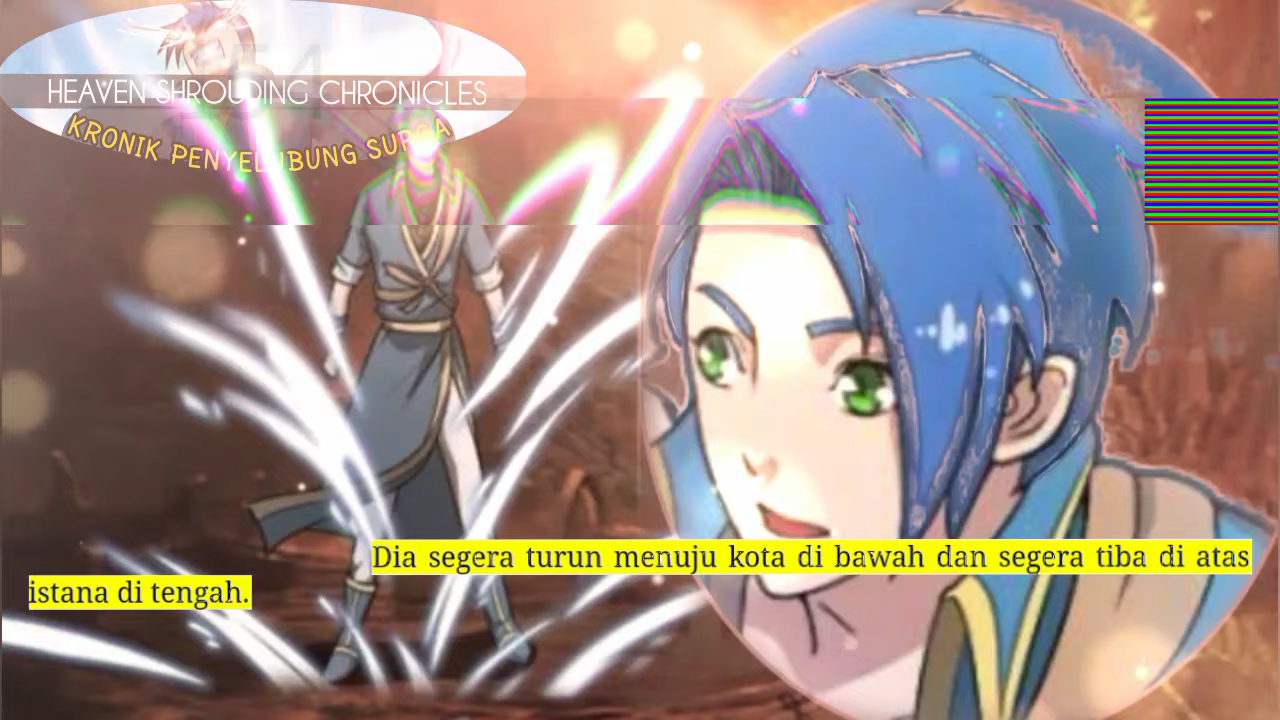 HEAVEN SHROUDING CHRONICLES
KRONIK PENYELUBUNG SURGA
Dia segera turun menuju kota di bawah dan segera tiba di atas
istana di tengah.